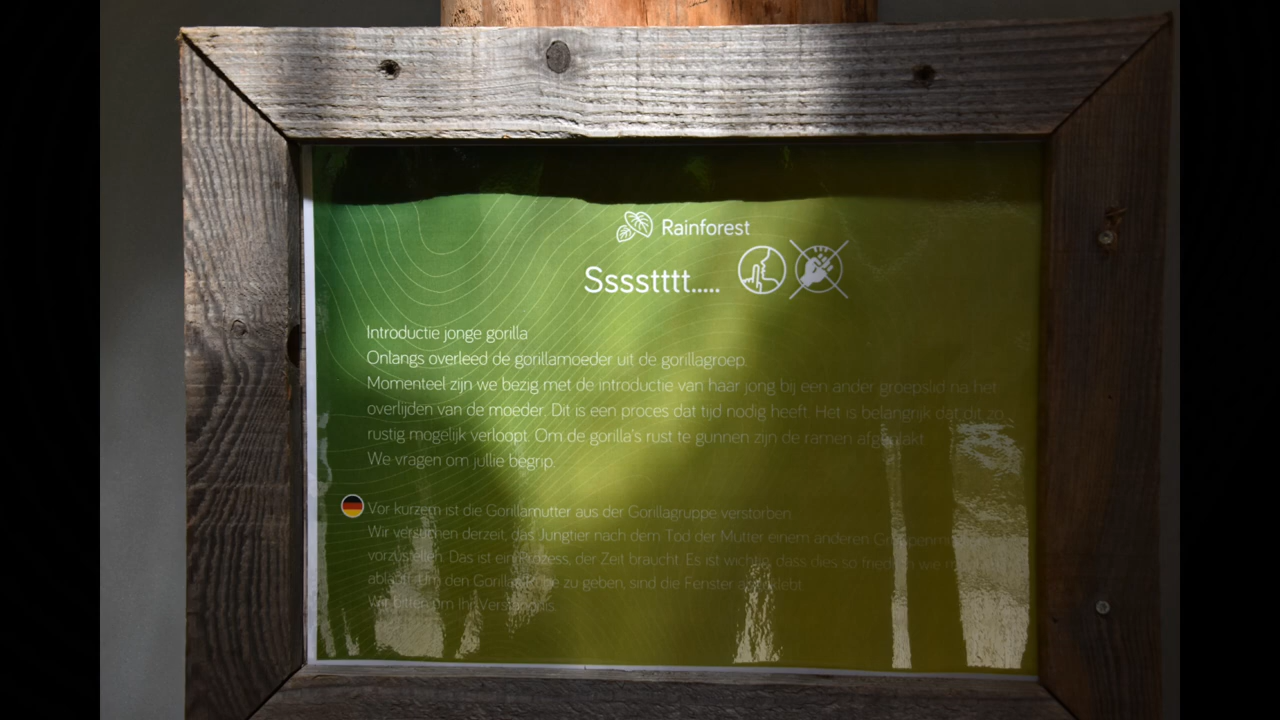 Rainforest
Sssstttt.....
Introductie jonge gorilla
Onlangs overleed de gorillamoeder uit de gorillagroep.
Momenteel zijn we bezig met de introductie van haar jong bij een ander groepslid na het
overlijden van de moeder. Dit is een proces dat tijd nodig heeft. Het is belangrijk dat dit zo
rustig mogelijk verloopt. Om de gorilla's rust te gunnen zijn de ramen afgeplakt.
We vragen om jullie begrip.
Vor kurzem ist die Gorillamutter aus der Gorillagruppe verstorben.
Wir versuchen derzeit, das Jungtier nach dem Tod der Mutter einem anderen
vorzustellen. Das ist ein Prozess, der Zeit braucht. Es ist wichtig, dass dies so friedlich wie
abläuft. Um den Gorillas Ruhe zu geben, sind die Fenster
Wir bitten um Ihr Verständnis.